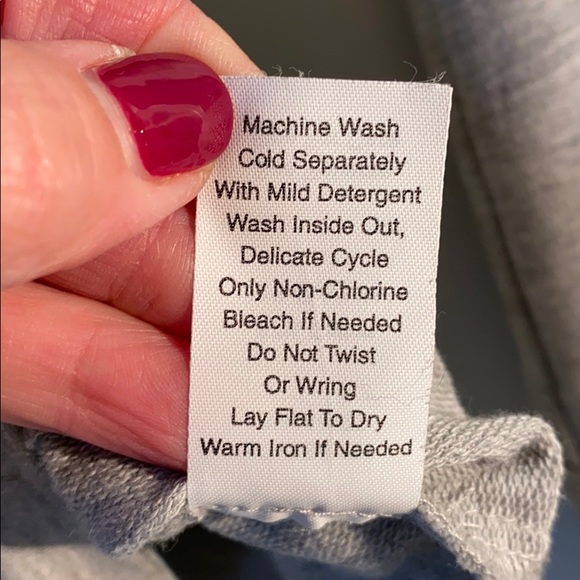 Machine Wash
Cold Separately
With Mild Detergent
Wash Inside Out,
Delicate Cycle
Only Non-Chlorine
Bleach If Needed
Do Not Twist
Or Wring
Lay Flat To Dry
Warm Iron If Needed